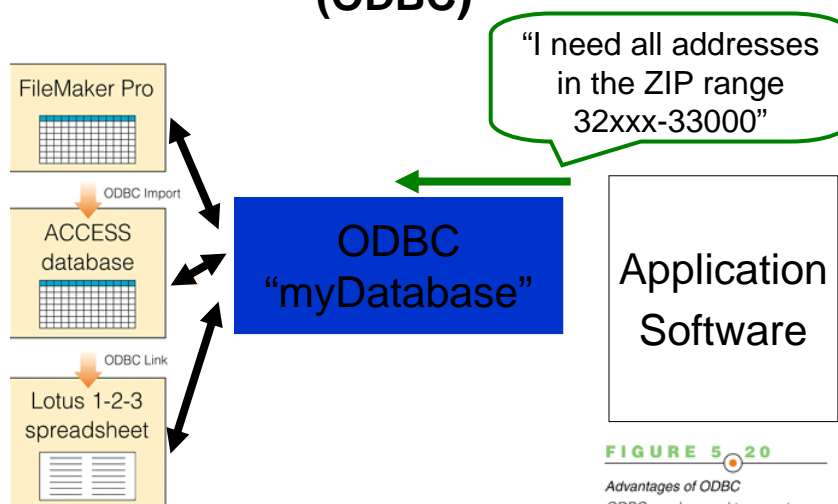 (ODBC)
“I need all addresses
in the ZIP range
32xxx-33000”
FileMaker Pro
ODBC Import
ACCESS
database
ODBC Link
Lotus 1-2-3
spreadsheet
ODBC
“myDatabase”
Application
Software
FIGURE 5 20
Advantages of ODBC